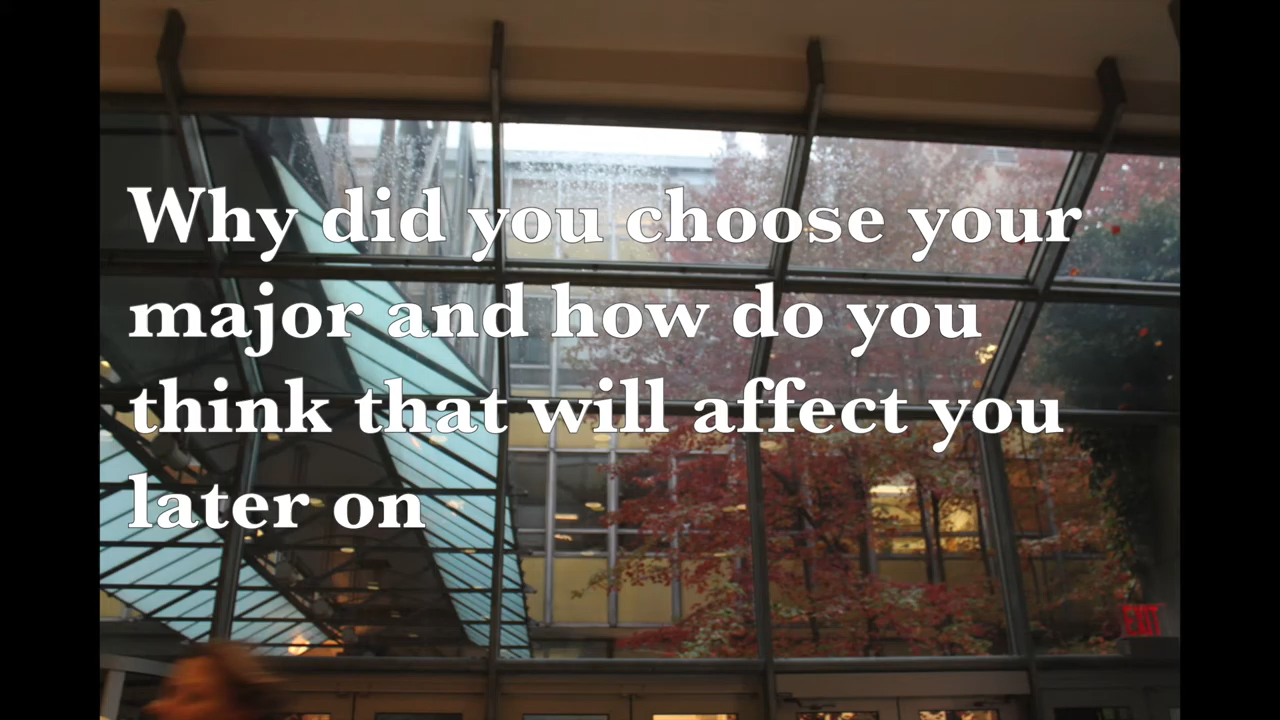 Why did you choose your
major and how do you
think that will affect you
later on
EXIT